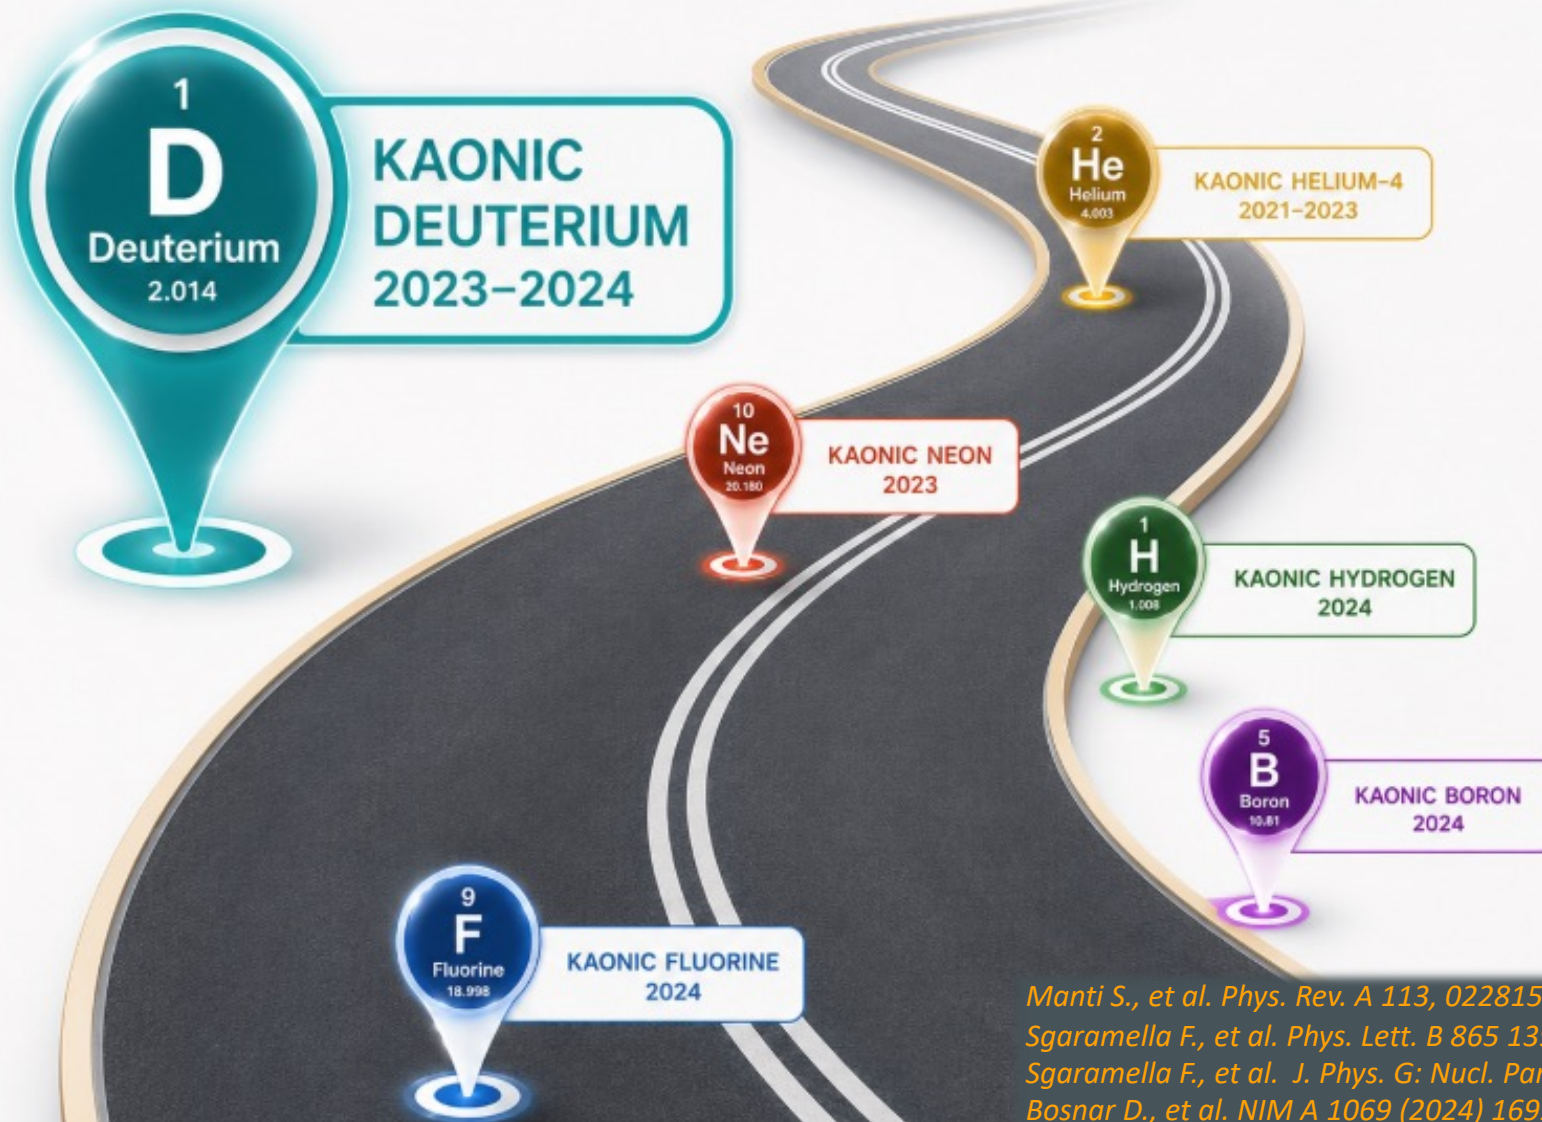 1
D
Deuterium
2.014
KAONIC
DEUTERIUM
2023–2024
2
He
Helium
4.003
KAONIC HELIUM-4
2021–2023
10
Ne
Neon
20.180
KAONIC NEON
2023
1
H
Hydrogen
1.008
KAONIC HYDROGEN
2024
5
B
Boron
10.81
KAONIC BORON
2024
9
F
Fluorine
18.998
KAONIC FLUORINE
2024
Manti S., et al. Phys. Rev. A 113, 022815
Sgaramella F., et al. Phys. Lett. B 865
Sgaramella F., et al. J. Phys. G: Nucl.
Bosnar D., et al. NIM A 1069 (2024)